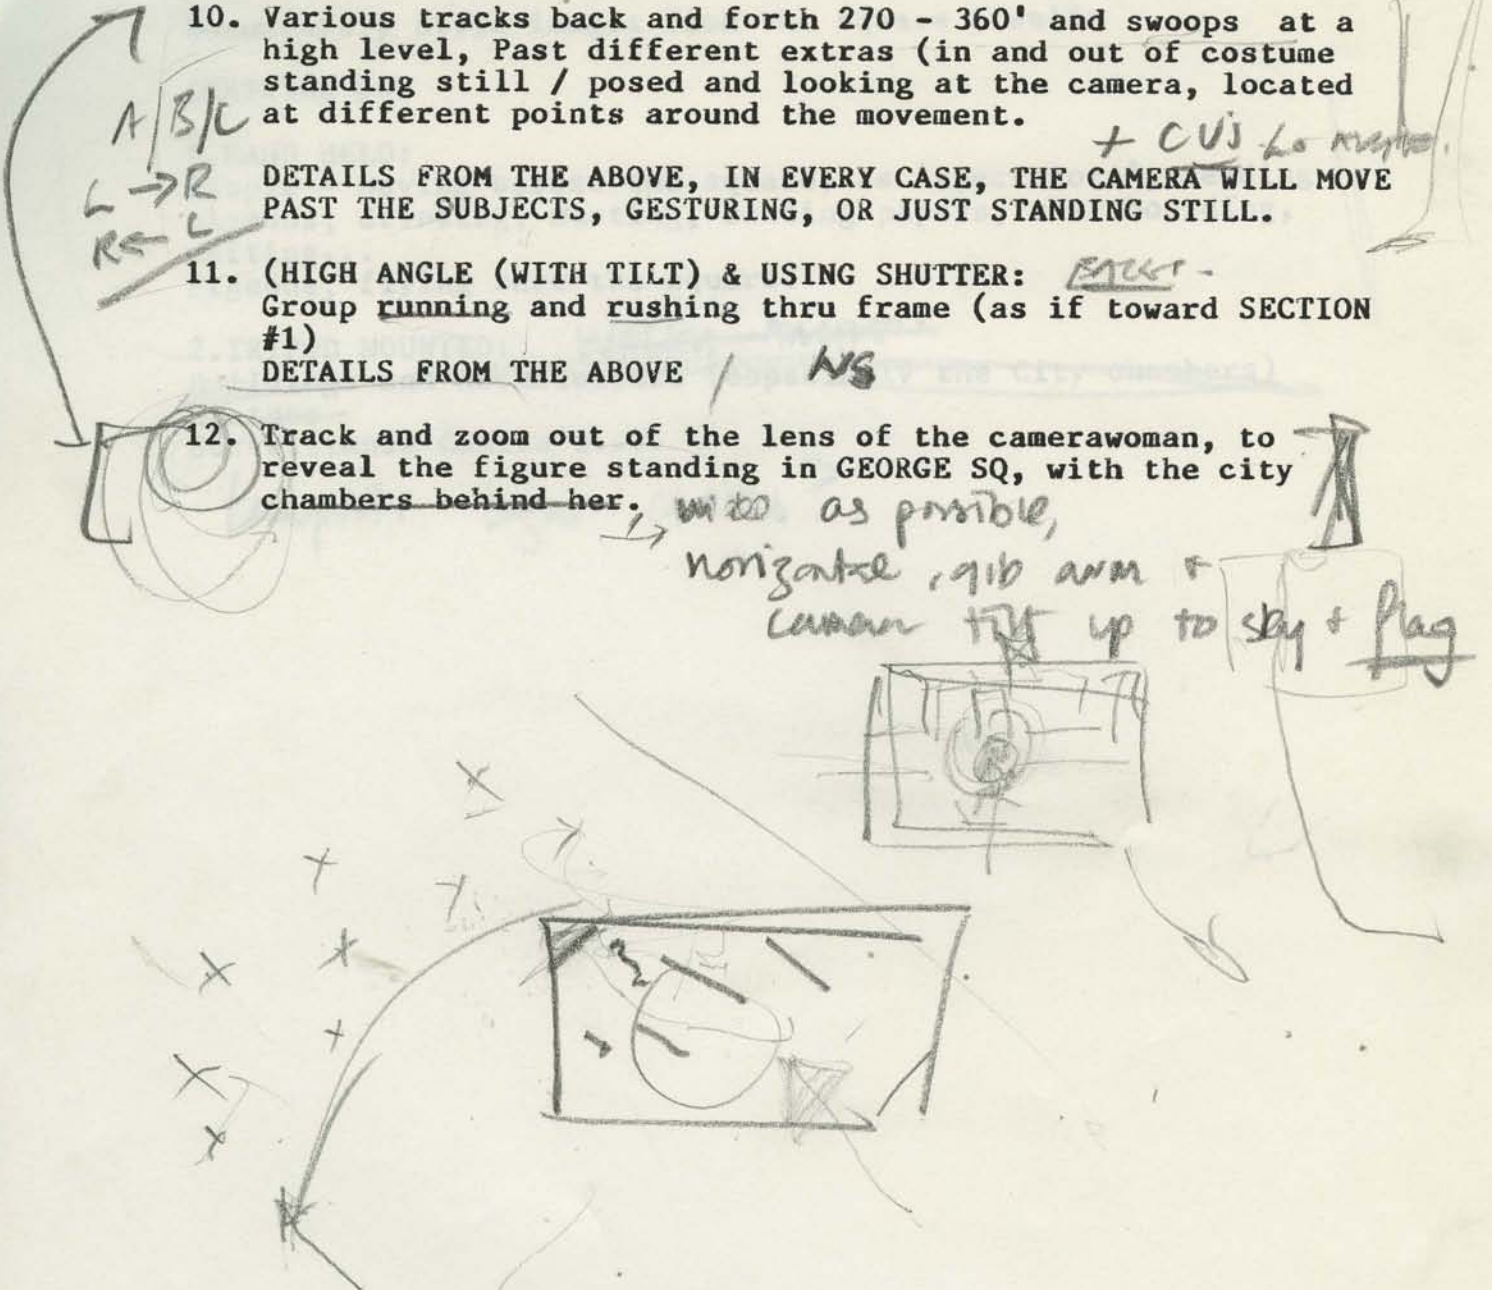 10. Various tracks back and forth 270 - 360' and swoops at a
high level, Past different extras (in and out of costume
standing still / posed and looking at the camera, located
at different points around the movement.
A/B/C
+ CUS Lo
L → R
R ← L
DETAILS FROM THE ABOVE, IN EVERY CASE, THE CAMERA WILL MOVE
PAST THE SUBJECTS, GESTURING, OR JUST STANDING STILL.
11. (HIGH ANGLE (WITH TILT) & USING SHUTTER:
Group running and rushing thru frame (as if toward SECTION
#1)
DETAILS FROM THE ABOVE / NS
12. Track and zoom out of the lens of the camerawoman, to
reveal the figure standing in GEORGE SQ, with the city
chambers behind her.
as possible,
arm +
tilt up to sky + flag